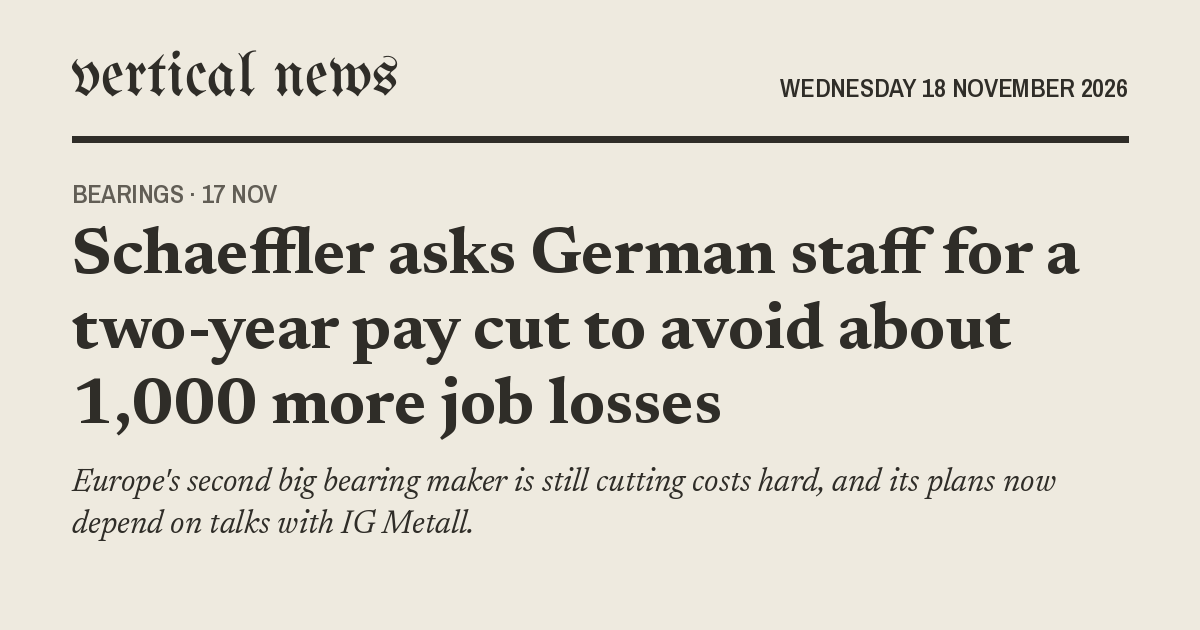 vertical news
WEDNESDAY 18 NOVEMBER 2026
BEARINGS · 17 NOV
Schaeffler asks German staff for a
two-year pay cut to avoid about
1,000 more job losses
Europe's second big bearing maker is still cutting costs hard, and its plans now
depend on talks with IG Metall.